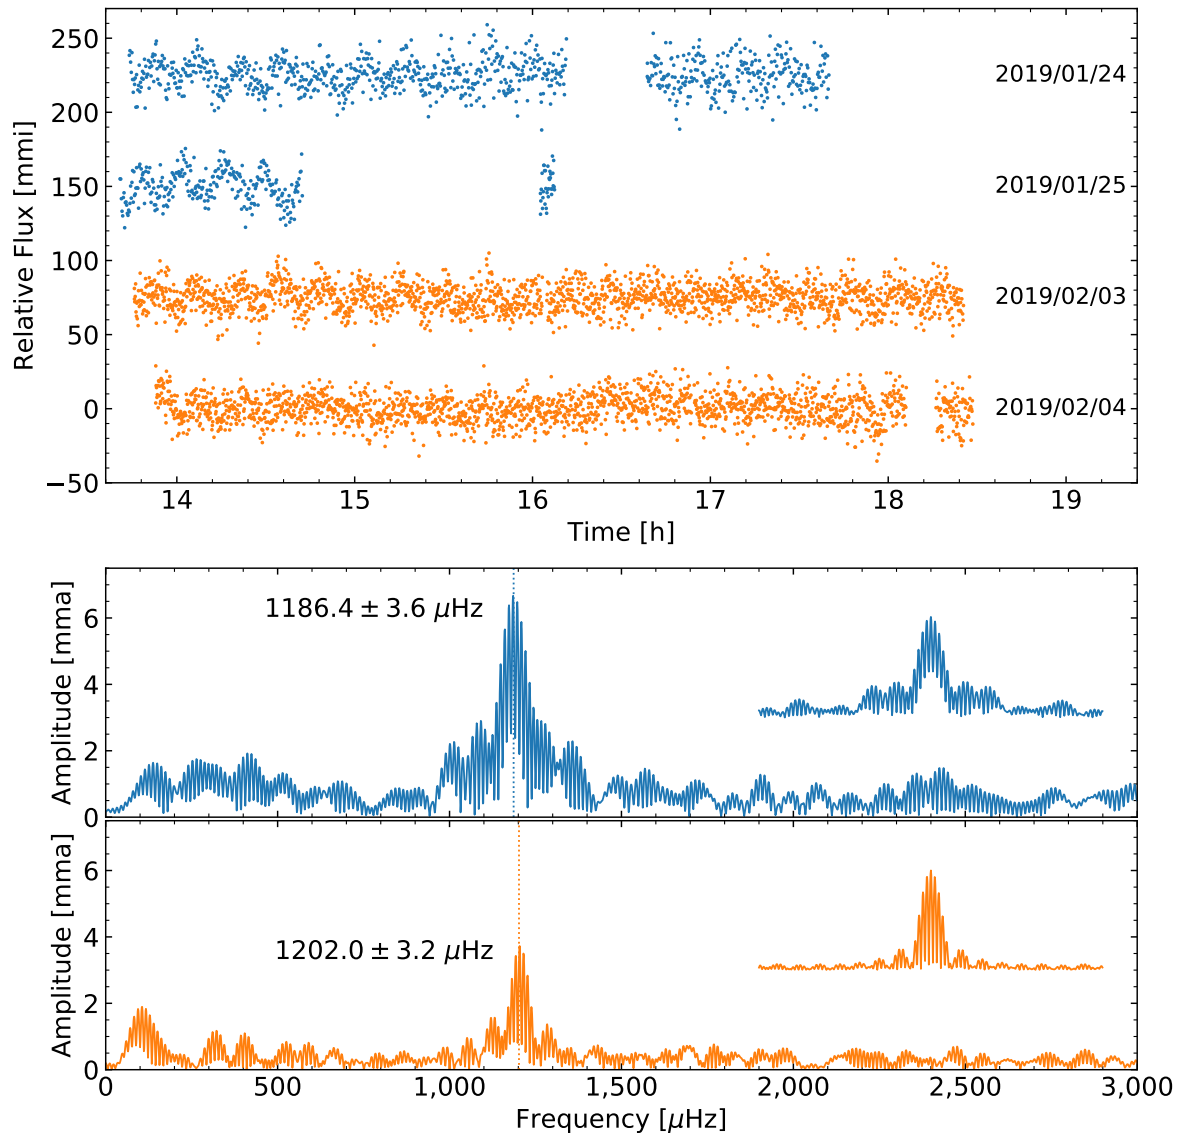 250
200
150
100
50
0
−50
Relative Flux [mmi]
2019/01/24
2019/01/25
2019/02/03
2019/02/04
14 15 16 17 18 19
Time [h]
6
4
2
0
Amplitude [mma]
1186.4 ± 3.6 μHz
6
4
2
0
Amplitude [mma]
1202.0 ± 3.2 μHz
0 500 1,000 1,500 2,000 2,500 3,000
Frequency [μHz]